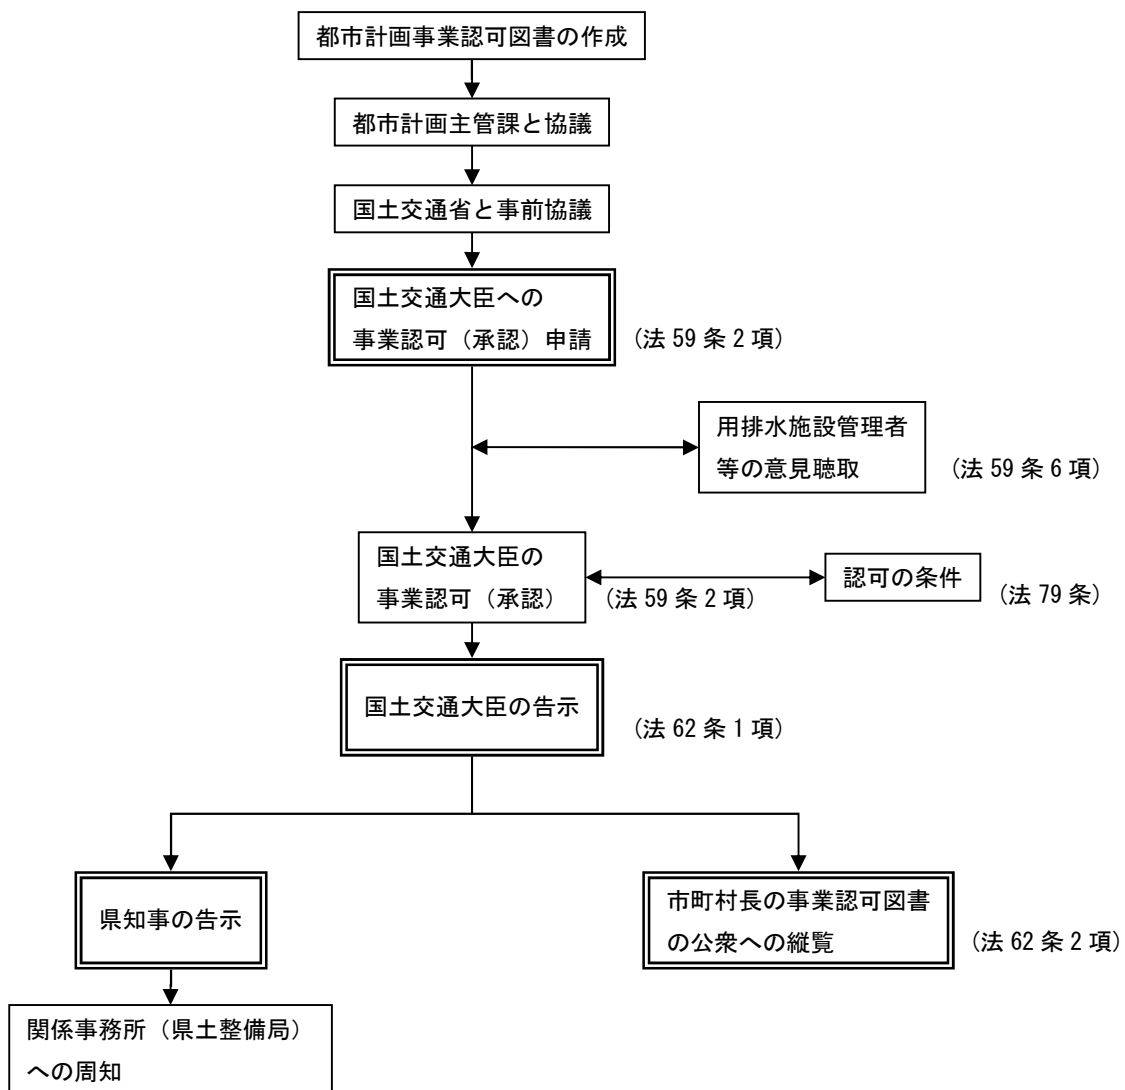 都市計画事業認可図書の作成
都市計画主管課と協議
国土交通省と事前協議
国土交通大臣への
事業認可（承認）申請
(法 59 条 2 項)
用排水施設管理者
等の意見聴取
(法 59 条 6 項)
国土交通大臣の
事業認可（承認）
(法 59 条 2 項)
認可の条件
(法 79 条)
国土交通大臣の告示
(法 62 条 1 項)
県知事の告示
市町村長の事業認可図書
の公衆への縦覧
(法 62 条 2 項)
関係事務所（県土整備局）
への周知